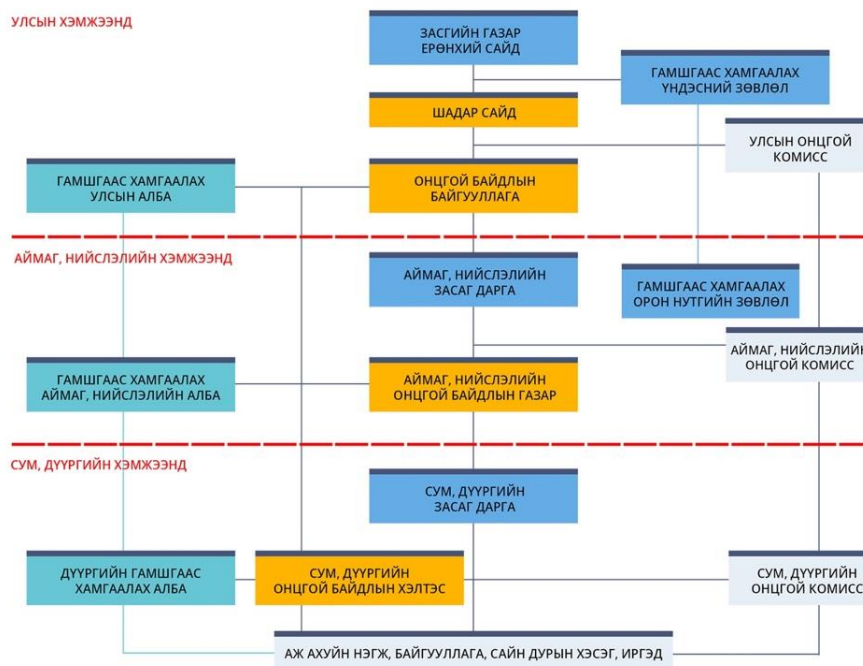 УЛСЫН ХЭМЖЭЭНД
ЗАСГИЙН ГАЗАР
ЕРӨНХИЙ САЙД
ГАМШГААС ХАМГААЛАХ
ҮНДЭСНИЙ ЗӨВЛӨЛ
ШАДАР САЙД
УЛСЫН ОНЦГОЙ
КОМИСС
ГАМШГААС ХАМГААЛАХ
УЛСЫН АЛБА
ОНЦГОЙ БАЙДЛЫН
БАЙГУУЛЛАГА
АЙМАГ, НИЙСЛЭЛИЙН ХЭМЖЭЭНД
АЙМАГ, НИЙСЛЭЛИЙН
ЗАСАГ ДАРГА
ГАМШГААС ХАМГААЛАХ
ОРОН НУТГИЙН ЗӨВЛӨЛ
АЙМАГ, НИЙСЛЭЛИЙН
ОНЦГОЙ КОМИСС
ГАМШГААС ХАМГААЛАХ
АЙМАГ, НИЙСЛЭЛИЙН АЛБА
АЙМАГ, НИЙСЛЭЛИЙН
ОНЦГОЙ БАЙДЛЫН ГАЗАР
СУМ, ДҮҮРГИЙН ХЭМЖЭЭНД
СУМ, ДҮҮРГИЙН
ЗАСАГ ДАРГА
ДҮҮРГИЙН ГАМШГААС
ХАМГААЛАХ АЛБА
СУМ, ДҮҮРГИЙН
ОНЦГОЙ БАЙДЛЫН ХЭЛТЭС
СУМ, ДҮҮРГИЙН
ОНЦГОЙ КОМИСС
АЖ АХУЙН НЭГЖ, БАЙГУУЛЛАГА, САЙН ДУРЫН ХЭСЭГ, ИРГЭД